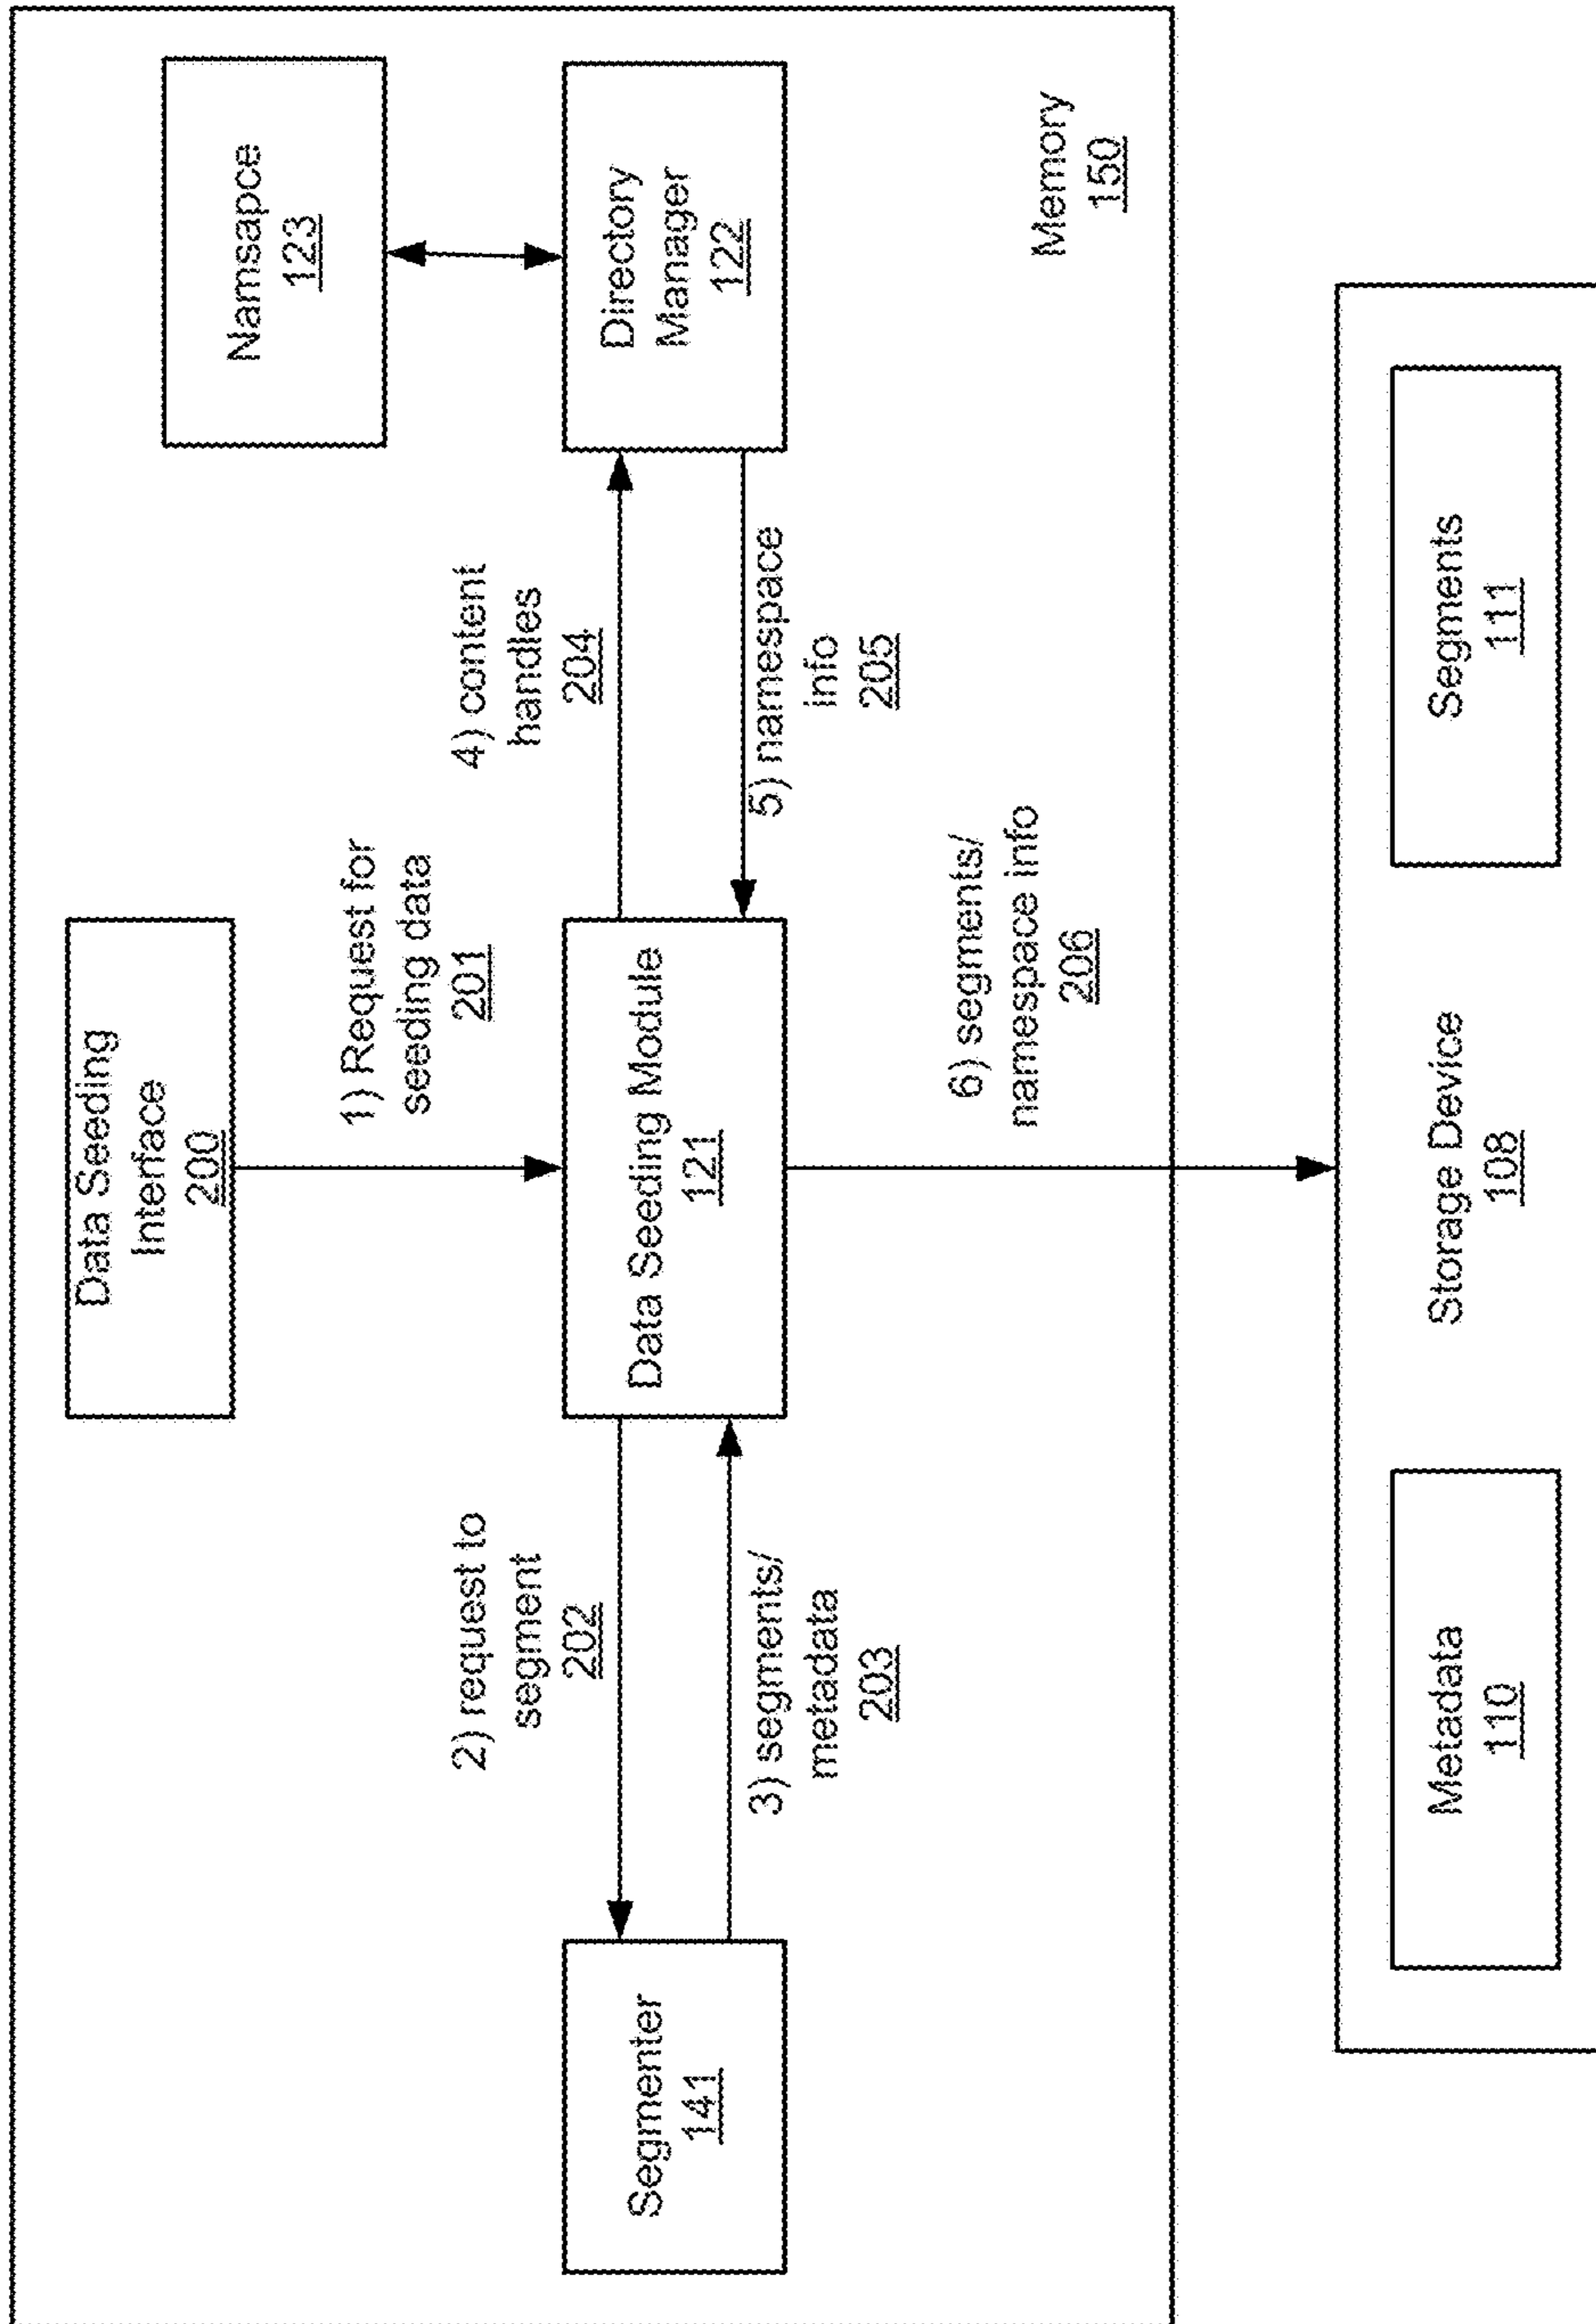 Data Seeding
Interface
200
Namsapce
123
1) Request for
seeding data
201
2) request to
segment
202
4) content
handles
204
Segmenter
141
Data Seeding Module
121
Directory
Manager
122
3) segments/
metadata
203
5) namespace
info
205
6) segments/
namespace info
206
Memory
150
Metadata
110
Storage Device
108
Segments
111